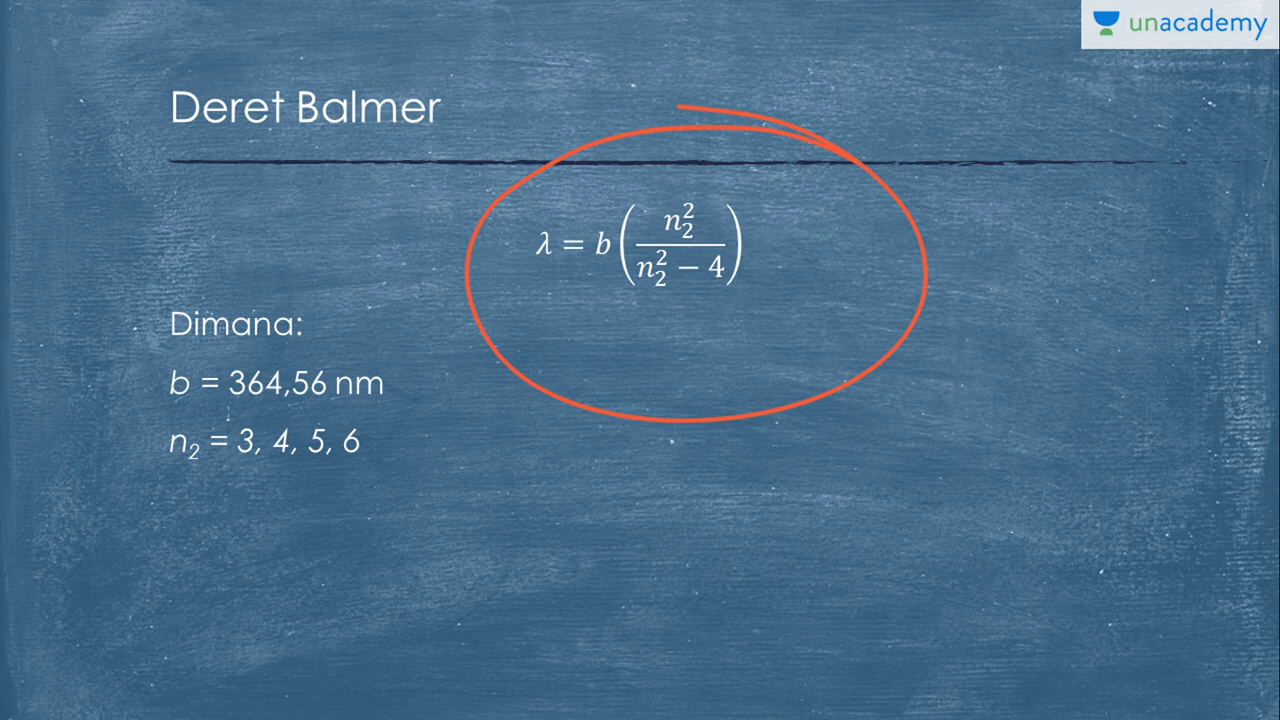 unacademy
Deret Balmer
λ = b (n₂² / (n₂² − 4))
Dimana:
b = 364,56 nm
n₂ = 3, 4, 5, 6